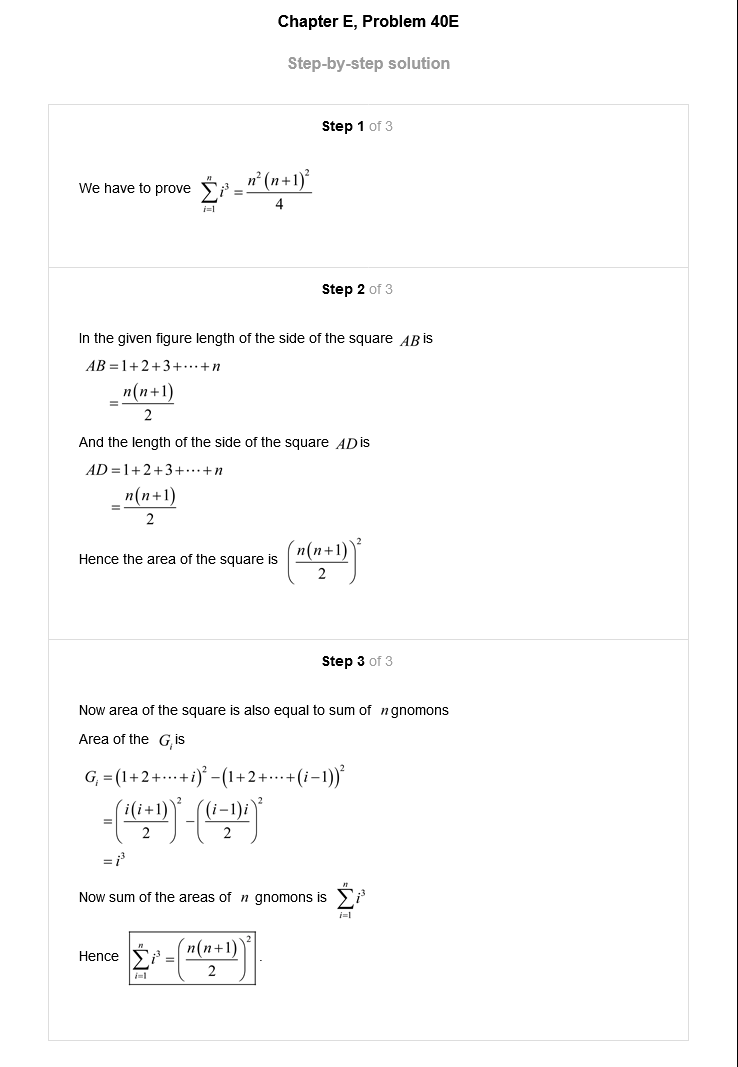 Chapter E, Problem 40E
Step-by-step solution
Step 1 of 3
We have to prove $\sum_{i=1}^{n} i^3 = \frac{n^2(n+1)^2}{4}$
Step 2 of 3
In the given figure length of the side of the square $AB$ is
$AB = 1+2+3+\cdots+n$
$= \frac{n(n+1)}{2}$
And the length of the side of the square $AD$ is
$AD = 1+2+3+\cdots+n$
$= \frac{n(n+1)}{2}$
Hence the area of the square is $\left(\frac{n(n+1)}{2}\right)^2$
Step 3 of 3
Now area of the square is also equal to sum of $n$ gnomons
Area of the $G_i$ is
$G_i = (1+2+\cdots+i)^2 - (1+2+\cdots+(i-1))^2$
$= \left(\frac{i(i+1)}{2}\right)^2 - \left(\frac{(i-1)i}{2}\right)^2$
$= i^3$
Now sum of the areas of $n$ gnomons is $\sum_{i=1}^{n} i^3$
Hence $\sum_{i=1}^{n} i^3 = \left(\frac{n(n+1)}{2}\right)^2$.